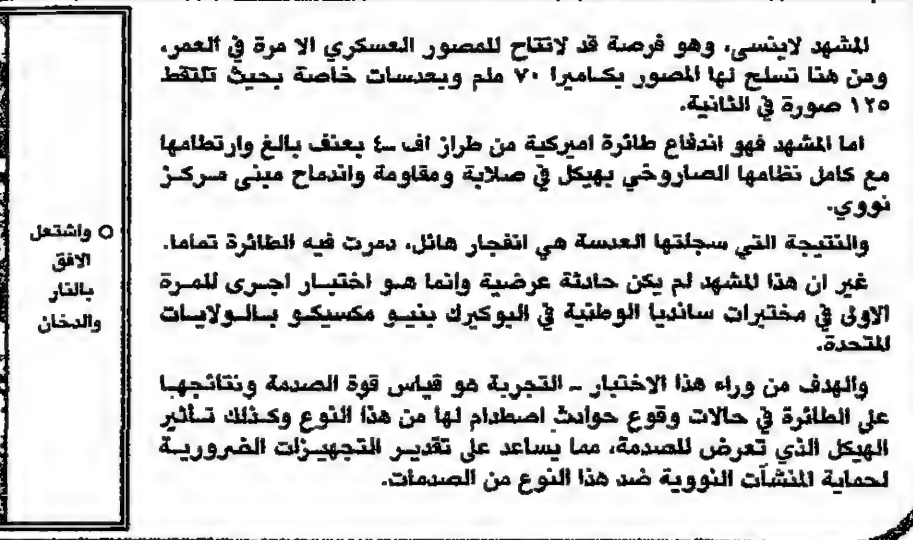 المشهد لاينسى، وهو فرصة قد لاتتاح للمصور العسكري الا مرة في العمر،
ومن هنا تسلح لها المصور بكاميرا ٧٠ ملم وبعدسات خاصة بحيث تلتقط
١٢٥ صورة في الثانية.
اما المشهد فهو اندفاع طائرة اميركية من طراز اف ـ٤ بعنف بالغ وارتطامها
مع كامل نظامها الصاروخي بهيكل في صلابة ومقاومة واندماج مبنى مركز
نووي.
والنتيجة التي سجلتها العدسة هي انفجار هائل، دمرت فيه الطائرة تماما.
غير ان هذا المشهد لم يكن حادثة عرضية وانما هو اختبار اجرى للمرة
الاولى في مختبرات سانديا الوطنية في البوكيرك بنيو مكسيكو بالولايات
المتحدة.
والهدف من وراء هذا الاختبار ـ التجربة هو قياس قوة الصدمة ونتائجها
على الطائرة في حالات وقوع حوادث اصطدام لها من هذا النوع وكذلك تأثير
الهيكل الذي تعرض للصدمة، مما يساعد على تقدير التجهيزات الضرورية
لحماية المنشآت النووية ضد هذا النوع من الصدمات.
○ واشتعل
الافق
بالنار
والدخان